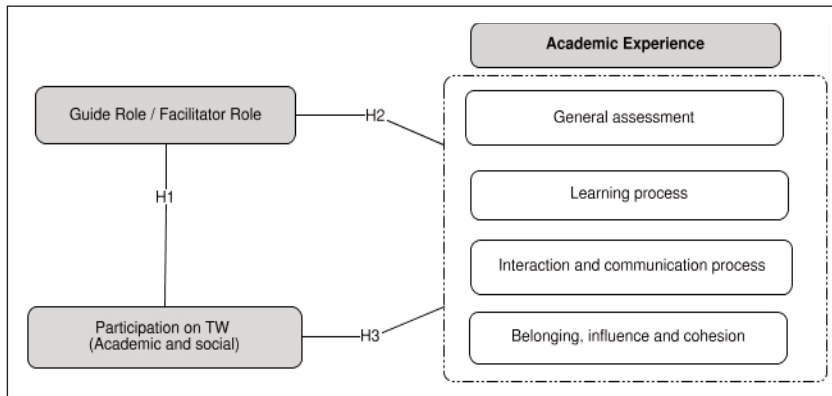 Academic Experience
Guide Role / Facilitator Role
H2
General assessment
H1
Learning process
Interaction and communication process
Participation on TW
(Academic and social)
H3
Belonging, influence and cohesion